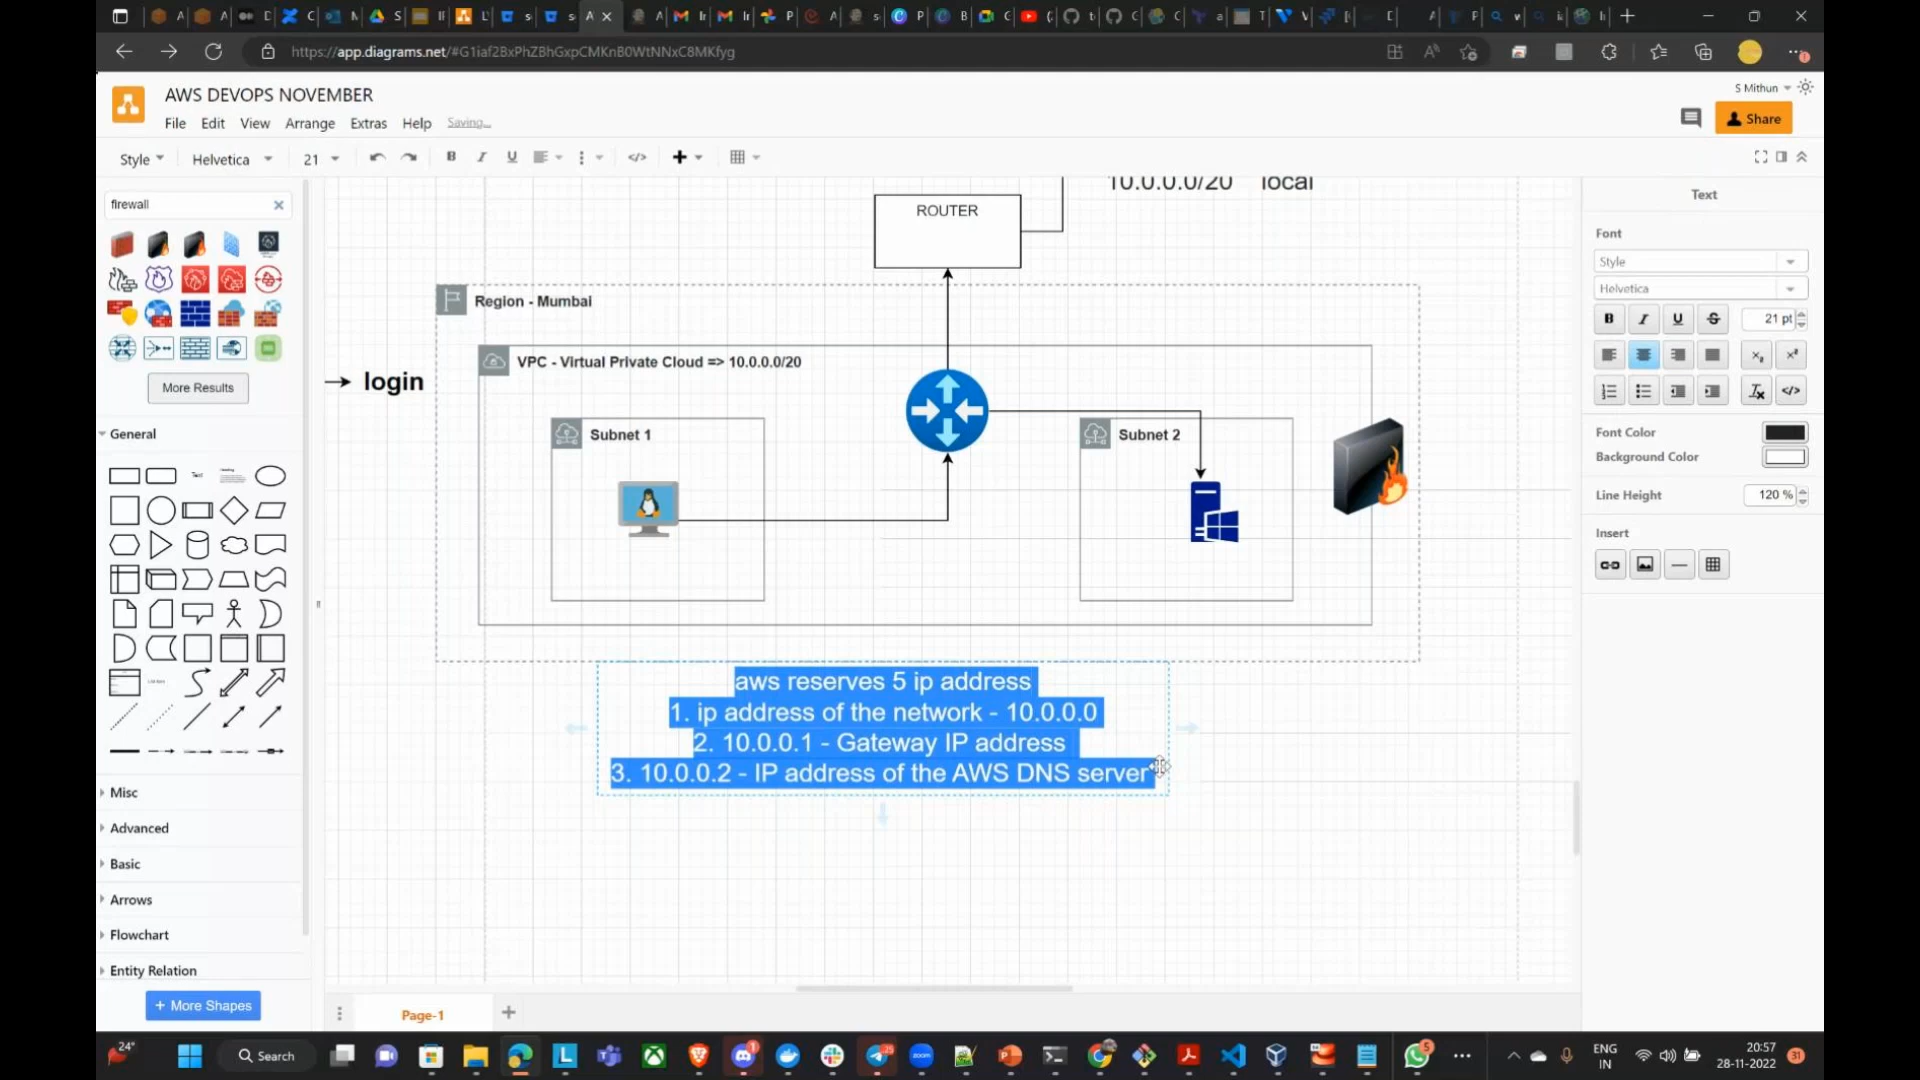 https://app.diagrams.net/#G1iaf2BxPhZBhGxpCMKnB0WtNNxC8MKfyg
AWS DEVOPS NOVEMBER
S Mithun
File Edit View Arrange Extras Help Saving...
Share
Style Helvetica 21
firewall
More Results
General
Misc
Advanced
Basic
Arrows
Flowchart
Entity Relation
+ More Shapes
10.0.0.0/20 local
ROUTER
Region - Mumbai
VPC - Virtual Private Cloud => 10.0.0.0/20
login
Subnet 1
Subnet 2
aws reserves 5 ip address
1. ip address of the network - 10.0.0.0
2. 10.0.0.1 - Gateway IP address
3. 10.0.0.2 - IP address of the AWS DNS server
Text
Font
Style
Helvetica
B I U S 21 pt
Font Color
Background Color
Line Height 120 %
Insert
Page-1
24°
Search
ENG
IN
20:57
28-11-2022
31